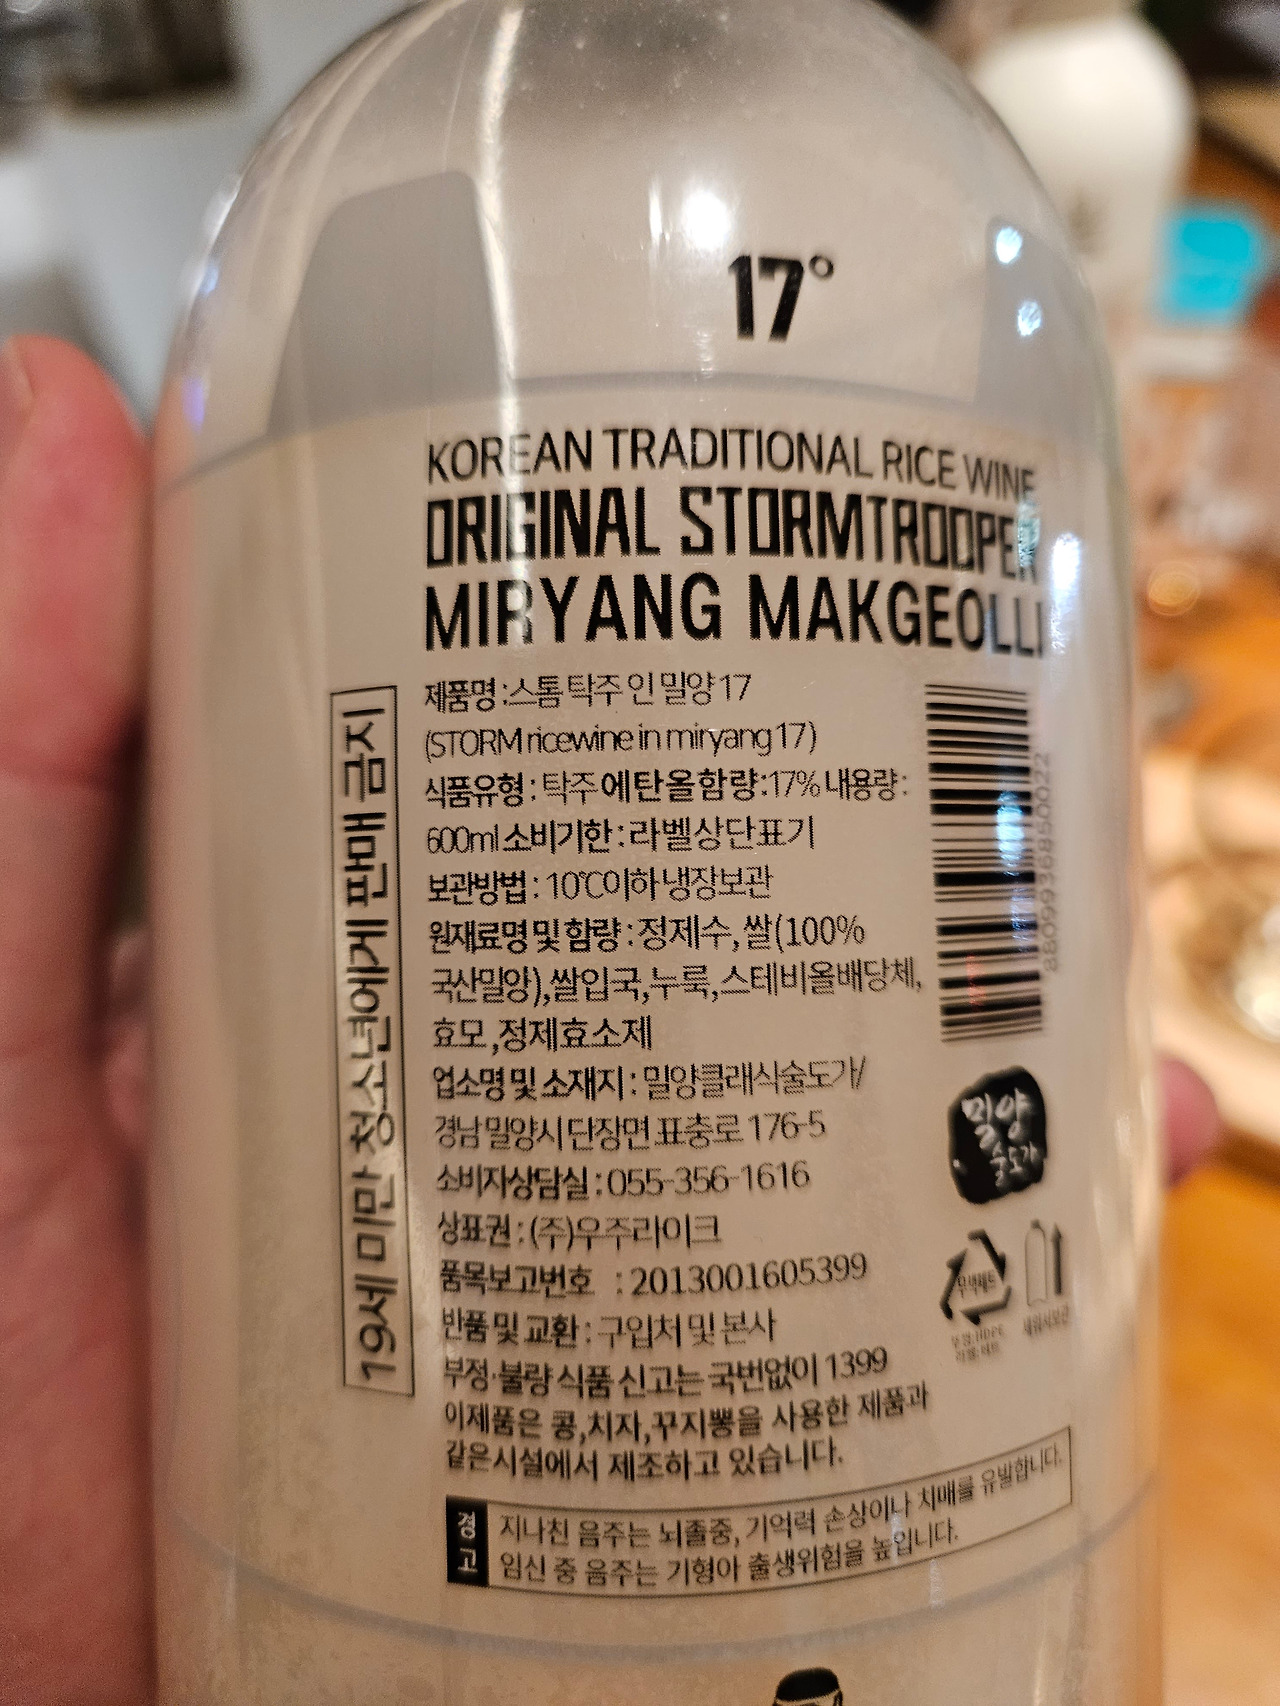 17°
KOREAN TRADITIONAL RICE WINE
ORIGINAL STORMTROOPER
MIRYANG MAKGEOLLI
19세 미만 청소년에게 판매 금지
제품명 : 스톰 탁주 인 밀양 17
(STORM ricewine in miryang 17)
식품유형 : 탁주 에탄올함량:17% 내용량 :
600ml 소비기한 : 라벨상단표기
보관방법 : 10℃이하 냉장보관
원재료명 및 함량 : 정제수, 쌀(100%
국산밀양),쌀입국,누룩,스테비올배당체,
효모 ,정제효소제
업소명 및 소재지 : 밀양클래식술도가/
경남 밀양시 단장면 표충로 176-5
소비자상담실 : 055-356-1616
상표권 : (주)우주라이크
품목보고번호 : 2013001605399
반품 및 교환 : 구입처 및 본사
부정·불량 식품 신고는 국번없이 1399
이제품은 콩,치자,꾸지뽕을 사용한 제품과
같은시설에서 제조하고 있습니다.
경고
지나친 음주는 뇌졸중, 기억력 손상이나 치매를 유발합니다.
임신 중 음주는 기형아 출생위험을 높입니다.
8809936850022
밀양
술도가
무색페트